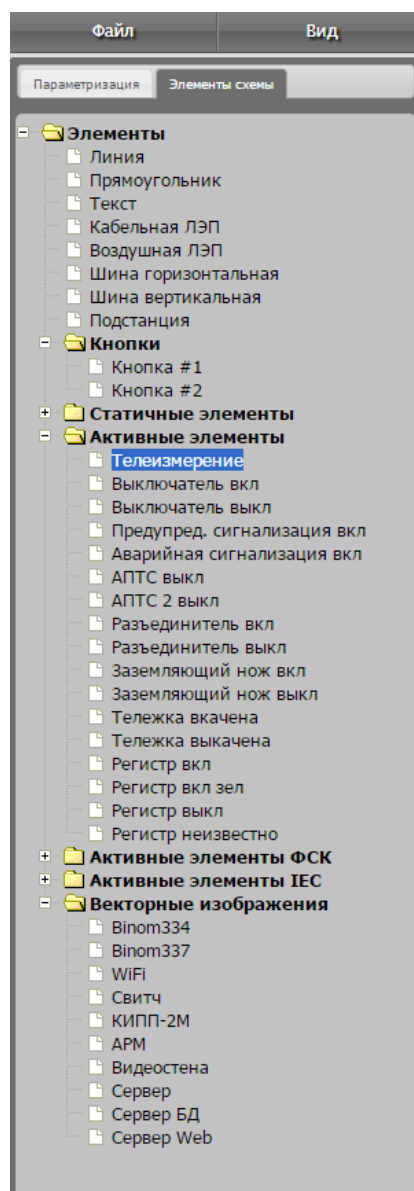 Файл Вид
Параметризация Элементы схемы
Элементы
Линия
Прямоугольник
Текст
Кабельная ЛЭП
Воздушная ЛЭП
Шина горизонтальная
Шина вертикальная
Подстанция
Кнопки
Кнопка #1
Кнопка #2
Статичные элементы
Активные элементы
Телеизмерение
Выключатель вкл
Выключатель выкл
Предупред. сигнализация вкл
Аварийная сигнализация вкл
АПТС выкл
АПТС 2 выкл
Разъединитель вкл
Разъединитель выкл
Заземляющий нож вкл
Заземляющий нож выкл
Тележка вкачена
Тележка выкачена
Регистр вкл
Регистр вкл зел
Регистр выкл
Регистр неизвестно
Активные элементы ФСК
Активные элементы IEC
Векторные изображения
Binom334
Binom337
WiFi
Свитч
КИПП-2М
АРМ
Видеостена
Сервер
Сервер БД
Сервер Web